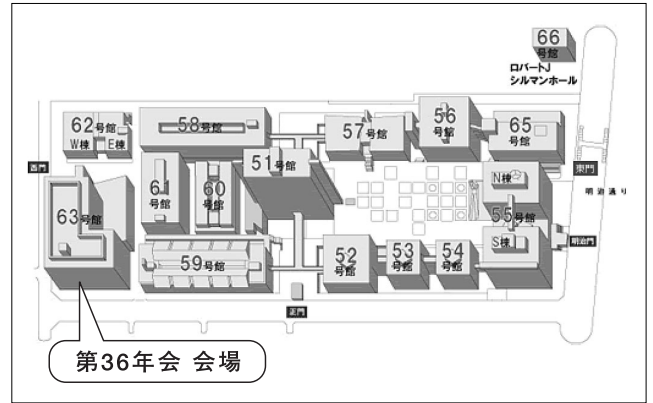 66
号館
ロバートJ
シルマンホール
62号館
W棟 E棟
58号館
57号館
56
号館
65
号館
51号館
西門
61
号館
60
号館
N棟
東門
明治通り
63号館
55号館
明治門
S棟
59号館
52
号館
53
号館
54
号館
正門
第36年会 会場